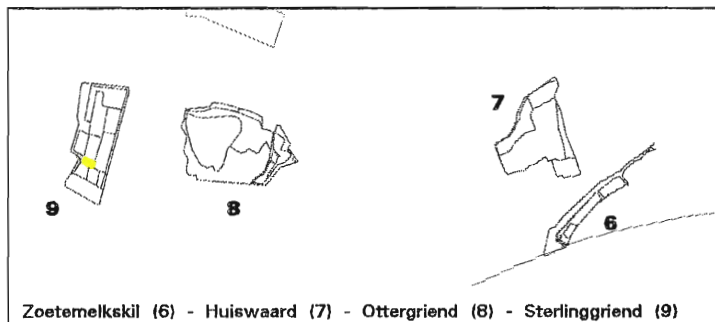 7
9
8
6
Zoetemelkskil (6) - Huiswaard (7) - Ottergriend (8) - Sterlinggriend (9)